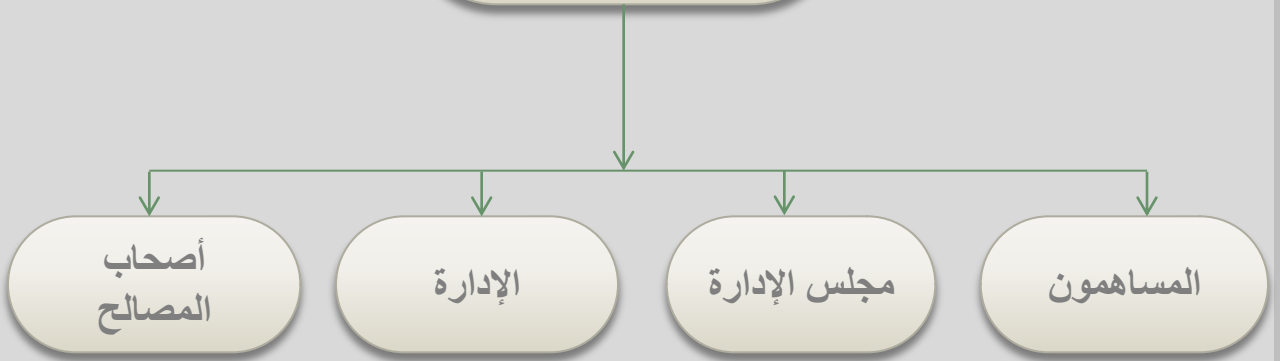 المساهمون
مجلس الإدارة
الإدارة
أصحاب
المصالح